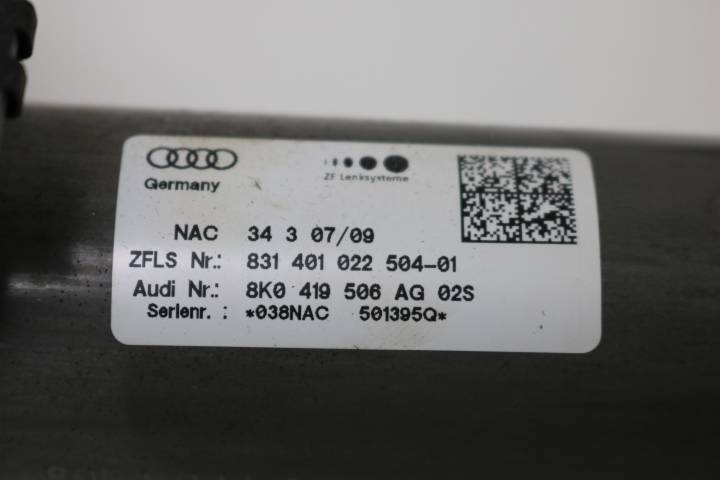 Germany
ZF Lenksysteme
NAC 34 3 07/09
ZFLS Nr.: 831 401 022 504-01
Audi Nr.: 8K0 419 506 AG 02S
Serienr. : *038NAC 501395Q*